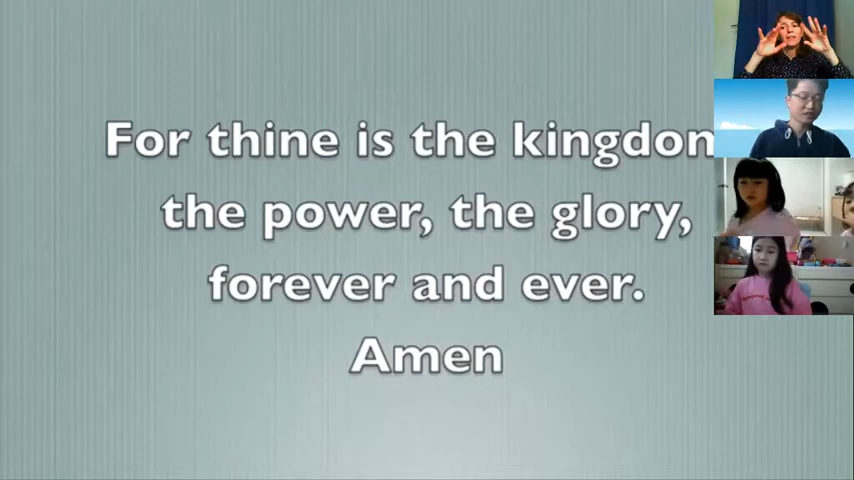 For thine is the kingdom
the power, the glory,
forever and ever.
Amen